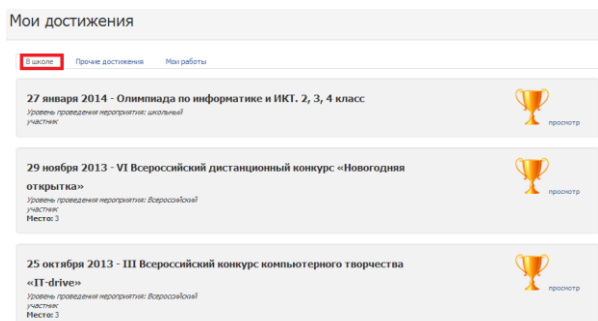 Мои достижения
В школе Прочие достижения Мои работы
27 января 2014 - Олимпиада по информатике и ИКТ. 2, 3, 4 класс
Уровень проведения мероприятия: школьный
участник
просмотр
29 ноября 2013 - VI Всероссийский дистанционный конкурс «Новогодняя
открытка»
Уровень проведения мероприятия: Всероссийский
участник
Место: 3
просмотр
25 октября 2013 - III Всероссийский конкурс компьютерного творчества
«IT-drive»
Уровень проведения мероприятия: Всероссийский
участник
Место: 3
просмотр